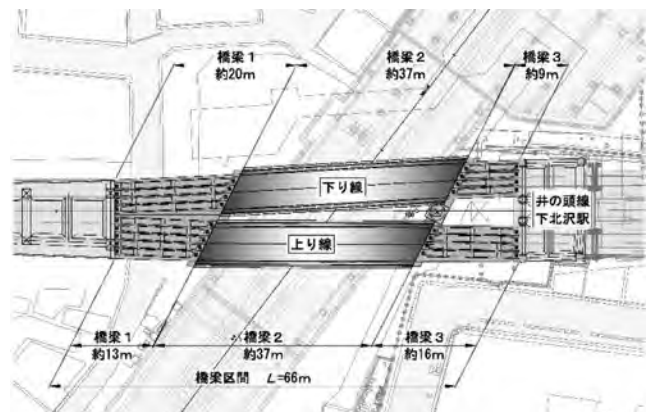 橋梁1
約20m
橋梁2
約37m
橋梁3
約9m
下り線
井の頭線
下北沢駅
上り線
橋梁1
約13m
橋梁2
約37m
橋梁3
約16m
橋梁区間 L=66m